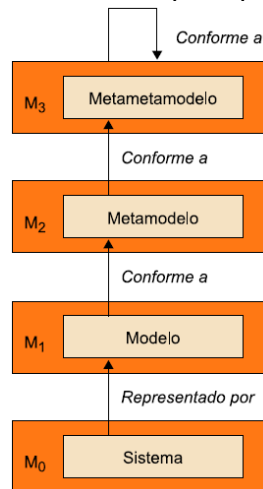 Conforme a
M3 Metametamodelo
Conforme a
M2 Metamodelo
Conforme a
M1 Modelo
Representado por
M0 Sistema